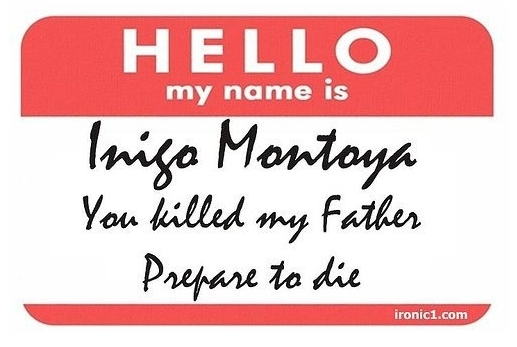 HELLO
my name is
Inigo Montoya
You killed my Father
Prepare to die
ironic1.com